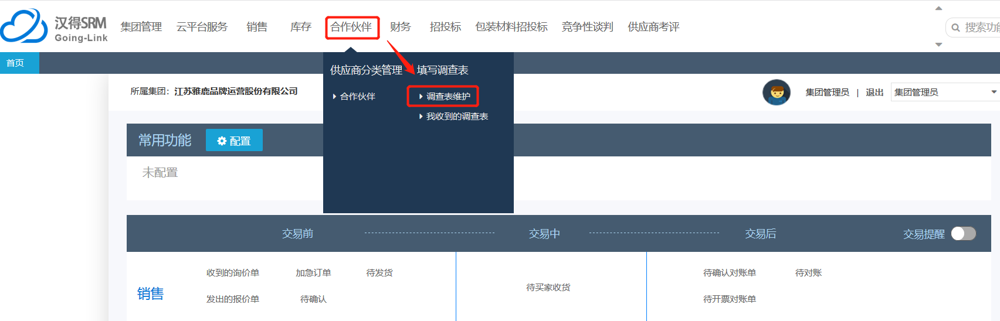 汉得SRM
Going-Link
集团管理 云平台服务 销售 库存 合作伙伴 财务 招投标 包装材料招投标 竞争性谈判 供应商考评
搜索功
首页
供应商分类管理 填写调查表
合作伙伴 调查表维护
我收到的调查表
所属集团：江苏雅鹿品牌运营股份有限公司
集团管理员 | 退出 集团管理员
常用功能 配置
未配置
交易前 交易中 交易后 交易提醒
收到的询价单 加急订单 待发货 待确认对账单 待对账
待买家收货
销售
发出的报价单 待确认 待开票对账单